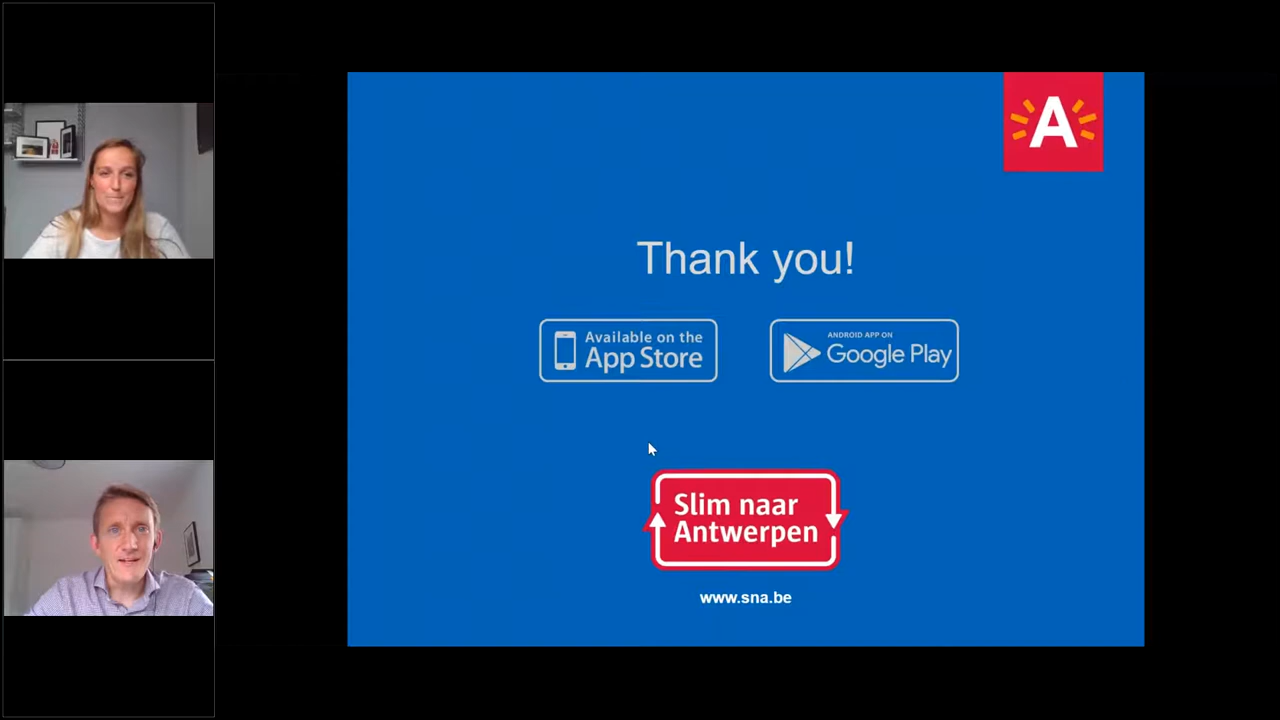 A
Thank you!
Available on the
App Store
ANDROID APP ON
Google Play
Slim naar
Antwerpen
www.sna.be